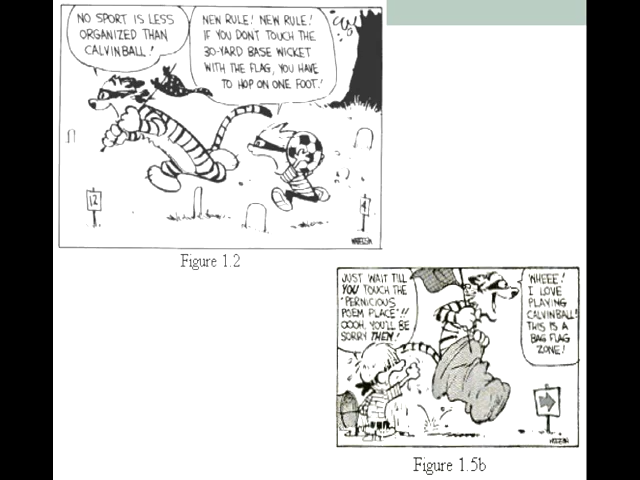 NO SPORT IS LESS
ORGANIZED THAN
CALVINBALL!
NEW RULE! NEW RULE!
IF YOU DON'T TOUCH THE
30-YARD BASE WICKET
WITH THE FLAG, YOU HAVE
TO HOP ON ONE FOOT!
12
4
WATTERSON
Figure 1.2
JUST WAIT TILL
YOU TOUCH THE
"PERNICIOUS
POEM PLACE"!!
OOOH, YOU'LL BE
SORRY THEN!
WHEEE!
I LOVE
PLAYING
CALVINBALL!
THIS IS A
BAG FLAG
ZONE!
Figure 1.5b